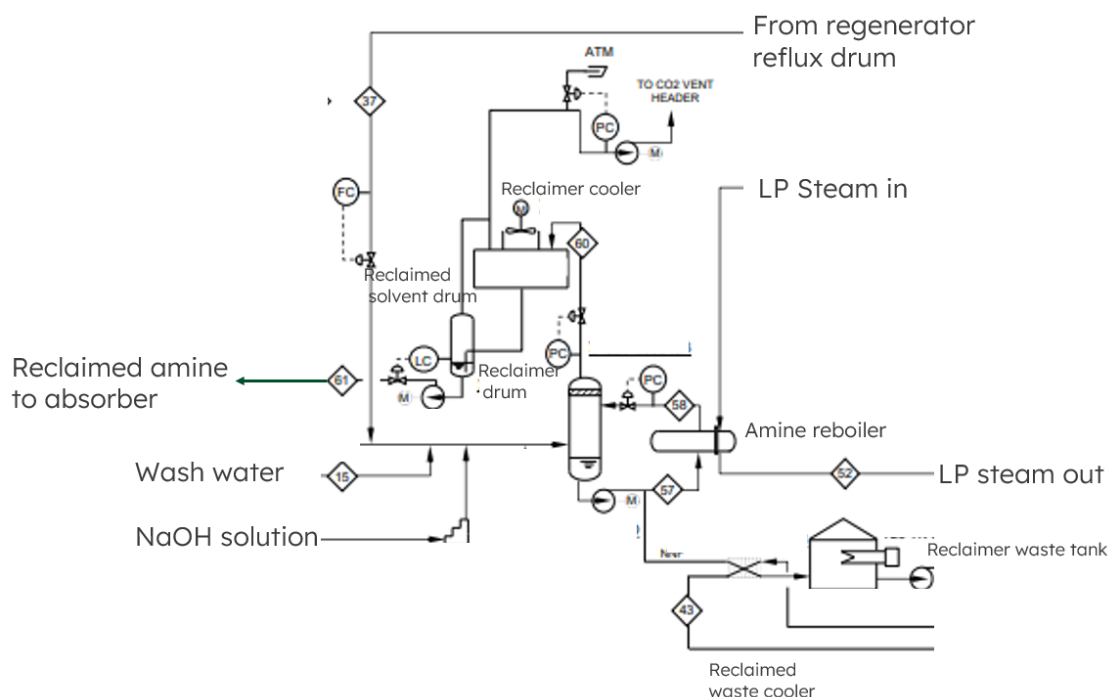 From regenerator
reflux drum
ATM
TO CO2 VENT
HEADER
37
PC
M
FC
Reclaimer cooler
LP Steam in
M
60
Reclaimed
solvent drum
PC
LC
Reclaimer
drum
PC
Reclaimed amine
to absorber
61
M
58
Amine reboiler
Wash water
15
57
M
52
LP steam out
NaOH solution
Reclaimer waste tank
43
Reclaimed
waste cooler